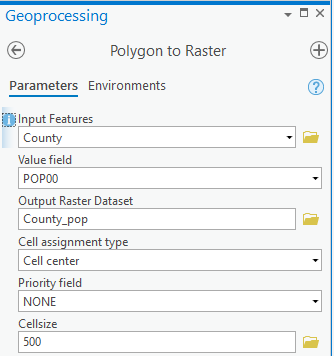 Geoprocessing
Polygon to Raster
Parameters Environments
Input Features
County
Value field
POP00
Output Raster Dataset
County_pop
Cell assignment type
Cell center
Priority field
NONE
Cellsize
500